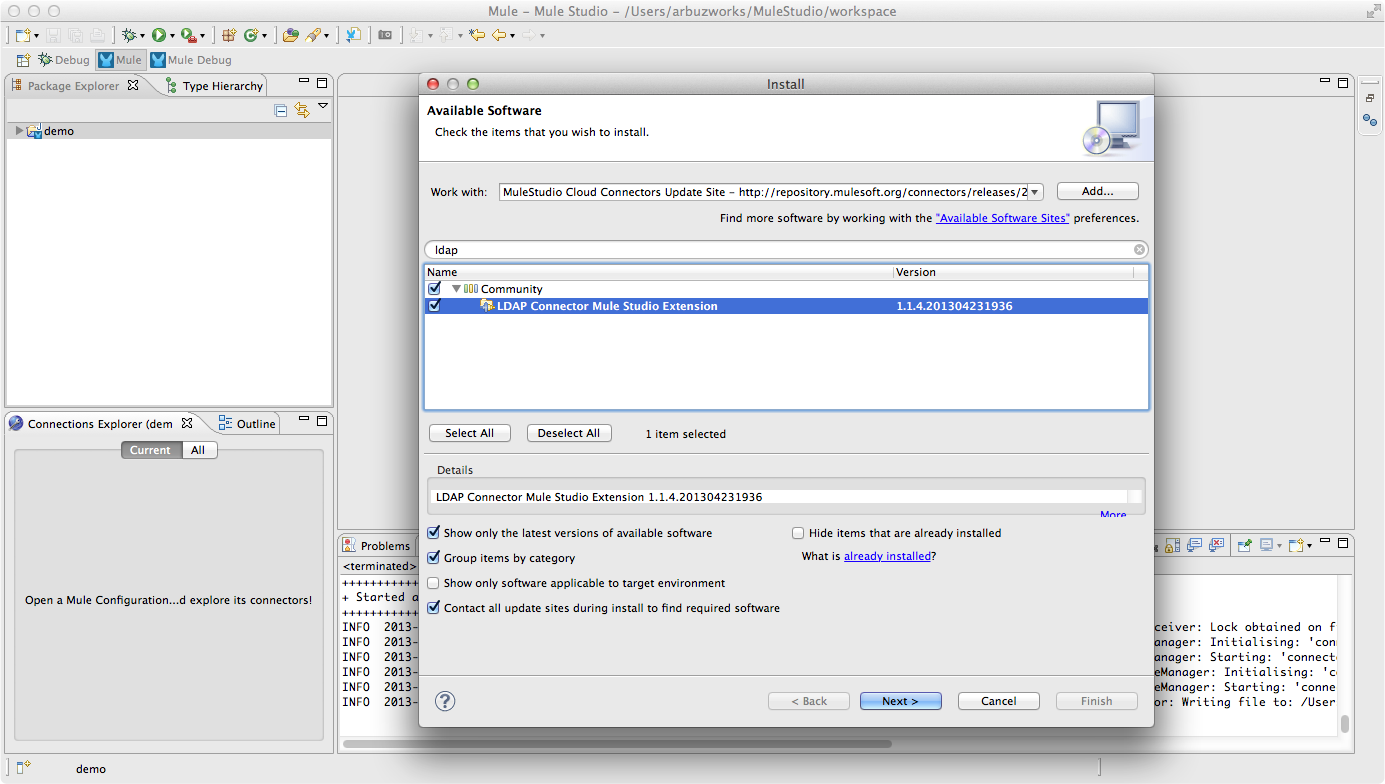 Mule – Mule Studio – /Users/arbuzworks/MuleStudio/workspace
Debug Mule Mule Debug
Package Explorer Type Hierarchy
demo
Install
Available Software
Check the items that you wish to install.
Work with: MuleStudio Cloud Connectors Update Site – http://repository.mulesoft.org/connectors/releases/2 Add...
Find more software by working with the "Available Software Sites" preferences.
ldap
Name Version
Community
LDAP Connector Mule Studio Extension 1.1.4.201304231936
Select All Deselect All 1 item selected
Details
LDAP Connector Mule Studio Extension 1.1.4.201304231936
More
Show only the latest versions of available software
Hide items that are already installed
Group items by category
What is already installed?
Show only software applicable to target environment
Contact all update sites during install to find required software
? < Back Next > Cancel Finish
Connections Explorer (dem Outline
Current All
Open a Mule Configuration...d explore its connectors!
Problems
<terminated>
+++++++++++
+ Started a
+++++++++++
INFO 2013- ceiver: Lock obtained on f
INFO 2013- anager: Initialising: 'con
INFO 2013- anager: Starting: 'connect
INFO 2013- eManager: Initialising: 'c
INFO 2013- eManager: Starting: 'conne
INFO 2013- or: Writing file to: /User
demo